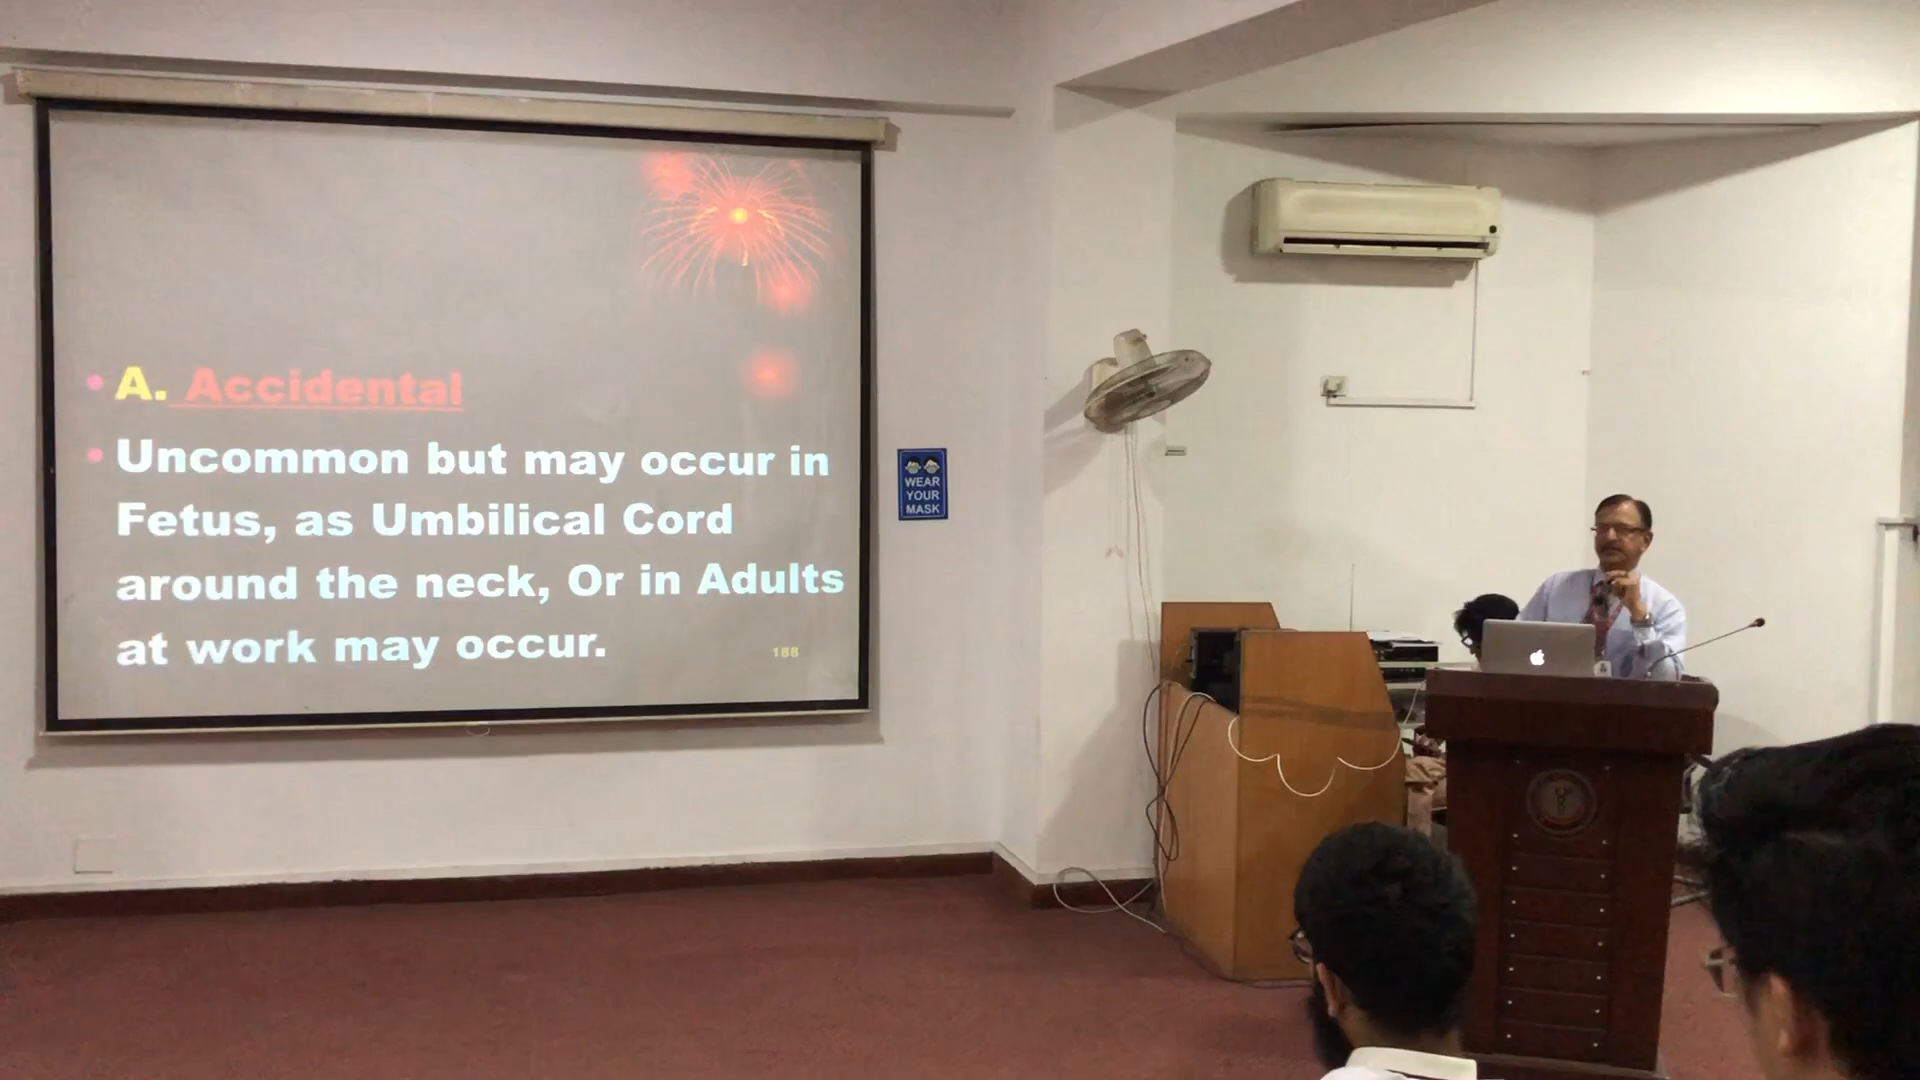 • A. Accidental
• Uncommon but may occur in
Fetus, as Umbilical Cord
around the neck, Or in Adults
at work may occur.
188
WEAR
YOUR
MASK